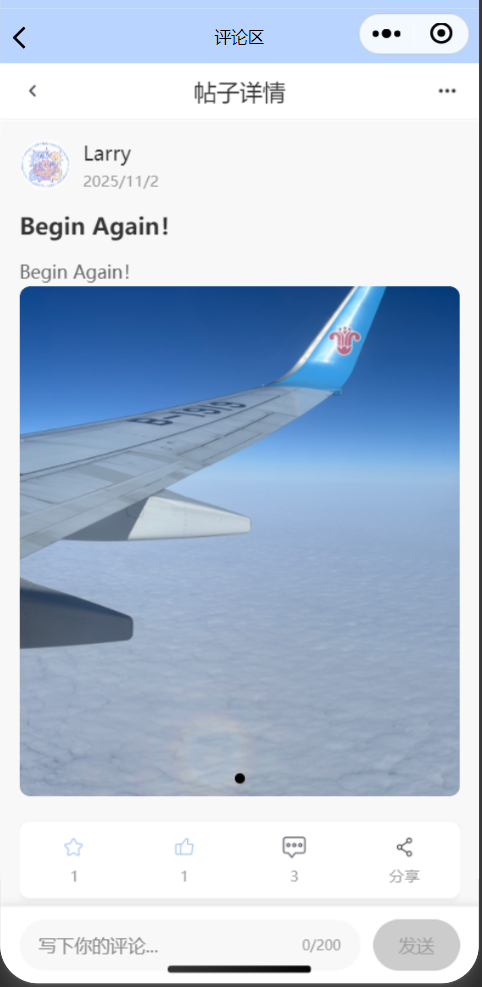 评论区
帖子详情
Larry
2025/11/2
Begin Again!
Begin Again!
B-1919
1
1
3
分享
写下你的评论...
0/200
发送